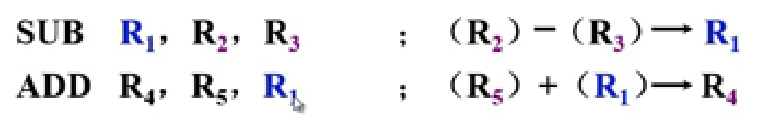 SUB R₁, R₂, R₃ ; (R₂) − (R₃)→ R₁
ADD R₄, R₅, R₁ ; (R₅) + (R₁)→ R₄